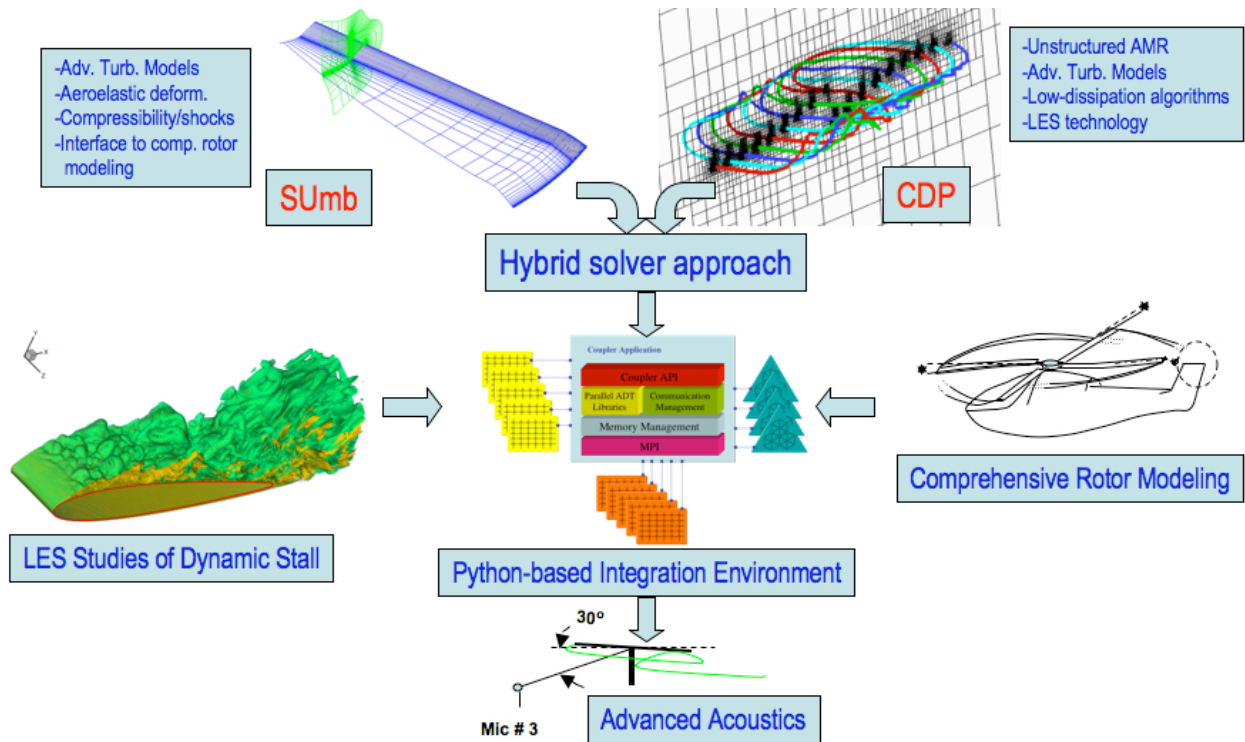 -Adv. Turb. Models
-Aeroelastic deform.
-Compressibility/shocks
-Interface to comp. rotor
modeling
SUmb
-Unstructured AMR
-Adv. Turb. Models
-Low-dissipation algorithms
-LES technology
CDP
Hybrid solver approach
Y
X
Z
LES Studies of Dynamic Stall
Coupler Application
Coupler API
Parallel ADT
Libraries
Communication
Management
Memory Management
MPI
Comprehensive Rotor Modeling
Python-based Integration Environment
30º
Mic # 3
Advanced Acoustics